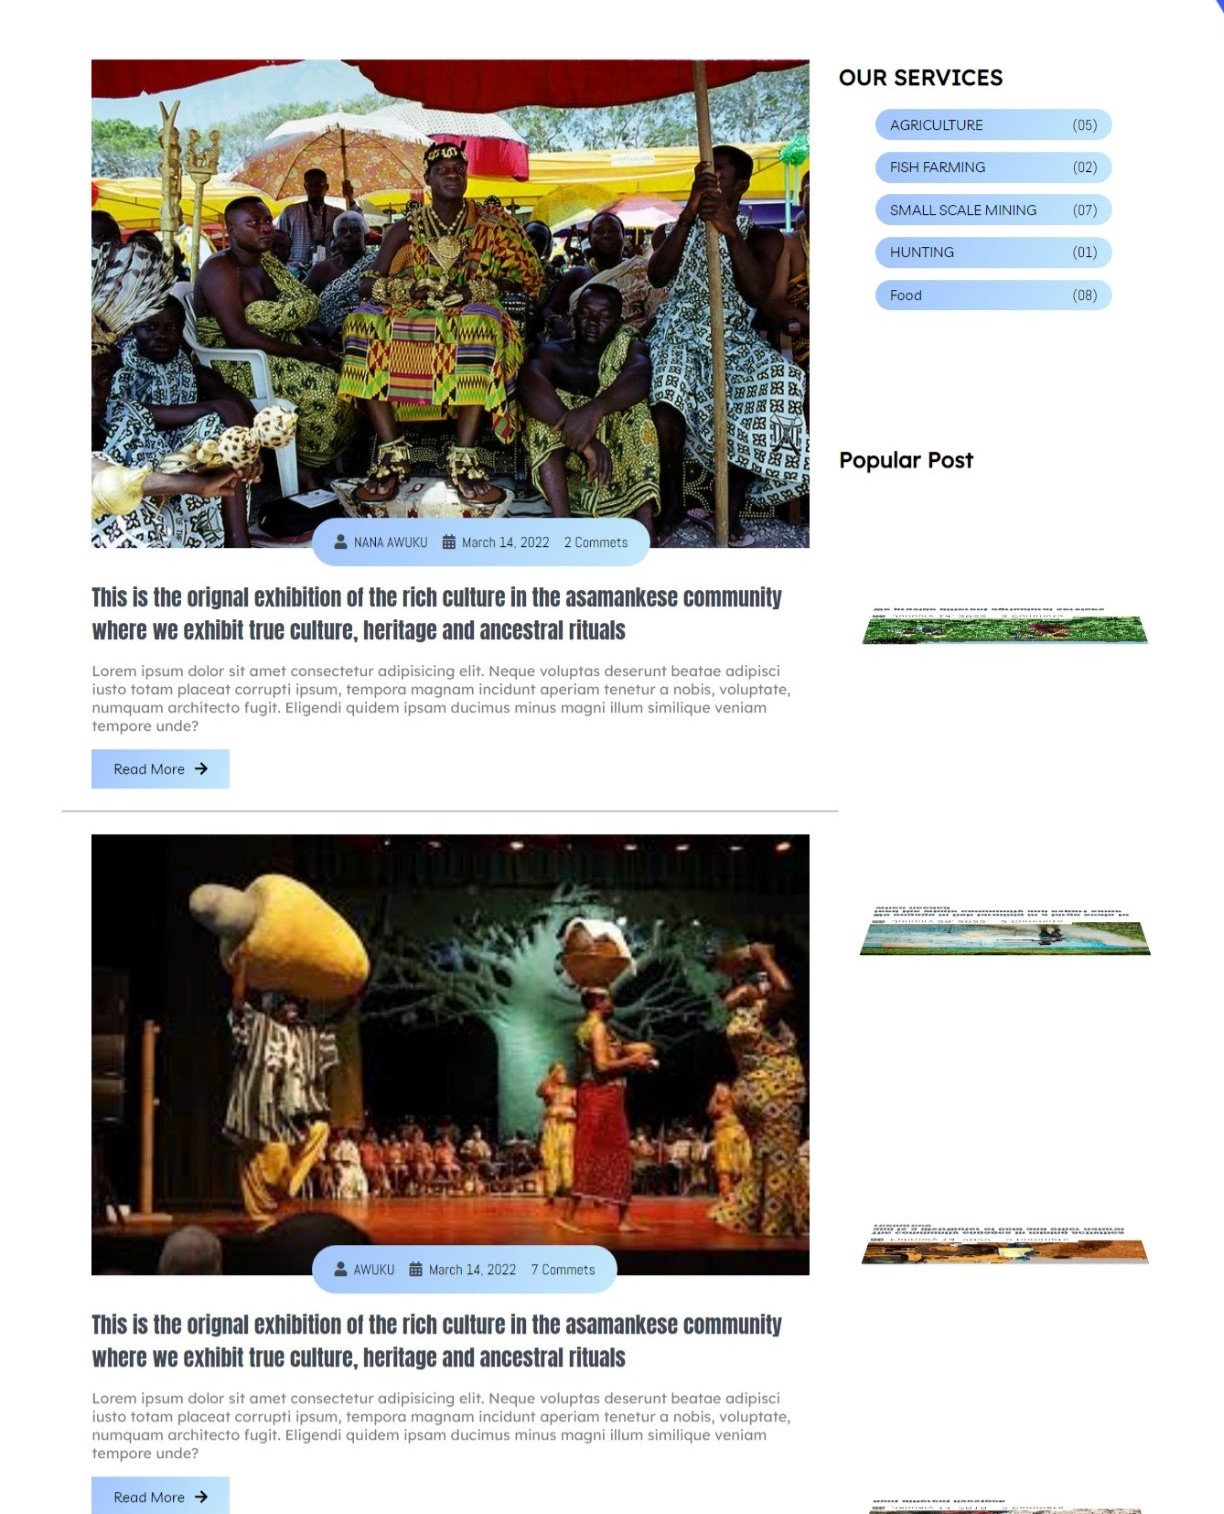 NANA AWUKU March 14, 2022 2 Commets
This is the orignal exhibition of the rich culture in the asamankese community
where we exhibit true culture, heritage and ancestral rituals
Lorem ipsum dolor sit amet consectetur adipisicing elit. Neque voluptas deserunt beatae adipisci
iusto totam placeat corrupti ipsum, tempora magnam incidunt aperiam tenetur a nobis, voluptate,
numquam architecto fugit. Eligendi quidem ipsam ducimus minus magni illum similique veniam
tempore unde?
Read More
AWUKU March 14, 2022 7 Commets
This is the orignal exhibition of the rich culture in the asamankese community
where we exhibit true culture, heritage and ancestral rituals
Lorem ipsum dolor sit amet consectetur adipisicing elit. Neque voluptas deserunt beatae adipisci
iusto totam placeat corrupti ipsum, tempora magnam incidunt aperiam tenetur a nobis, voluptate,
numquam architecto fugit. Eligendi quidem ipsam ducimus minus magni illum similique veniam
tempore unde?
Read More
OUR SERVICES
AGRICULTURE (05)
FISH FARMING (02)
SMALL SCALE MINING (07)
HUNTING (01)
Food (08)
Popular Post